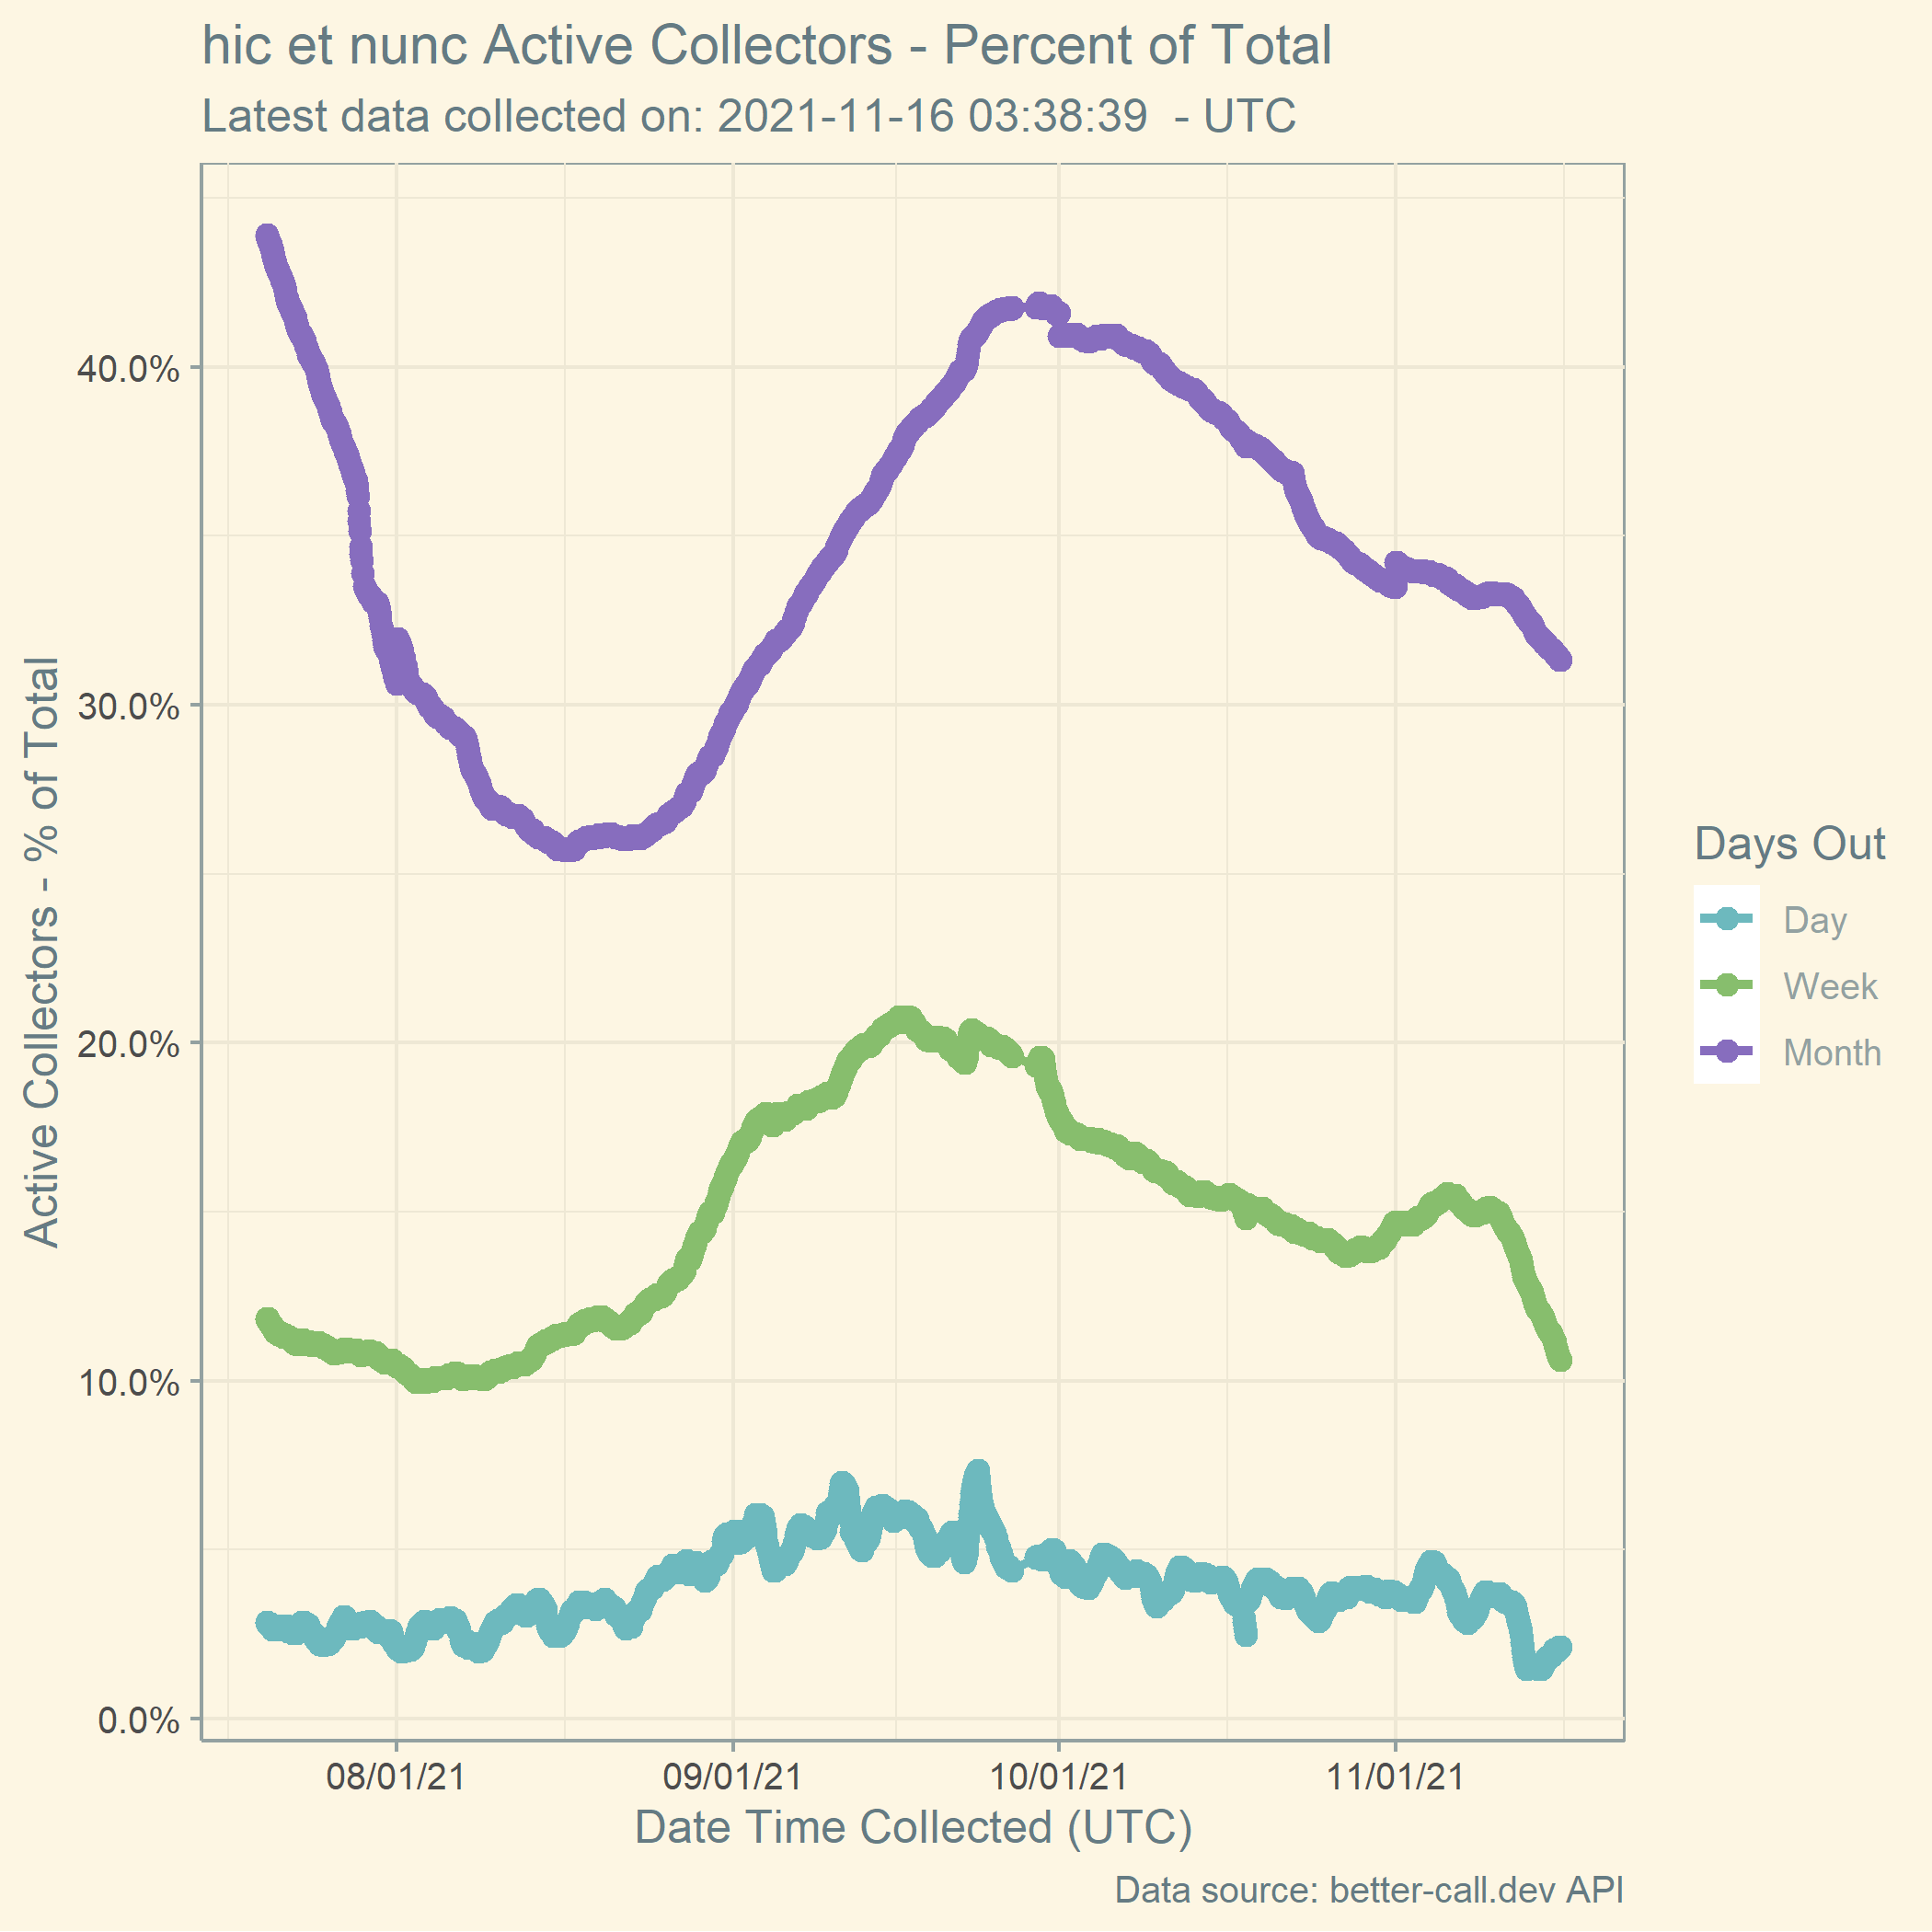 hic et nunc Active Collectors - Percent of Total
Latest data collected on: 2021-11-16 03:38:39  - UTC
Active Collectors - % of Total
40.0%
30.0%
20.0%
10.0%
0.0%
08/01/21
09/01/21
10/01/21
11/01/21
Date Time Collected (UTC)
Days Out
Day
Week
Month
Data source: better-call.dev API